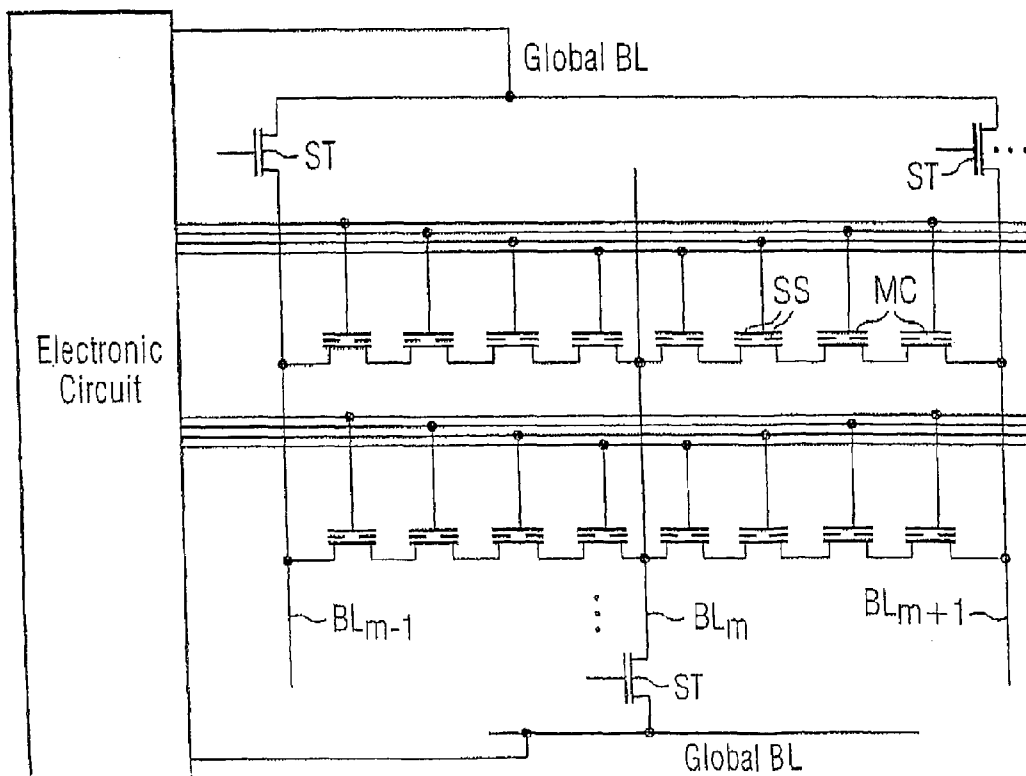 Global BL
ST
ST
SS
MC
Electronic
Circuit
BLm-1
BLm
BLm+1
ST
Global BL